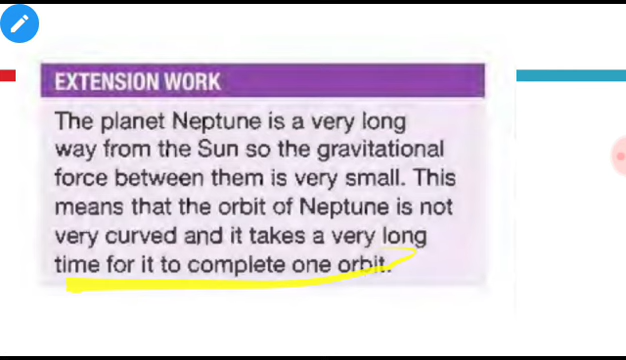 EXTENSION WORK
The planet Neptune is a very long
way from the Sun so the gravitational
force between them is very small. This
means that the orbit of Neptune is not
very curved and it takes a very long
time for it to complete one orbit.